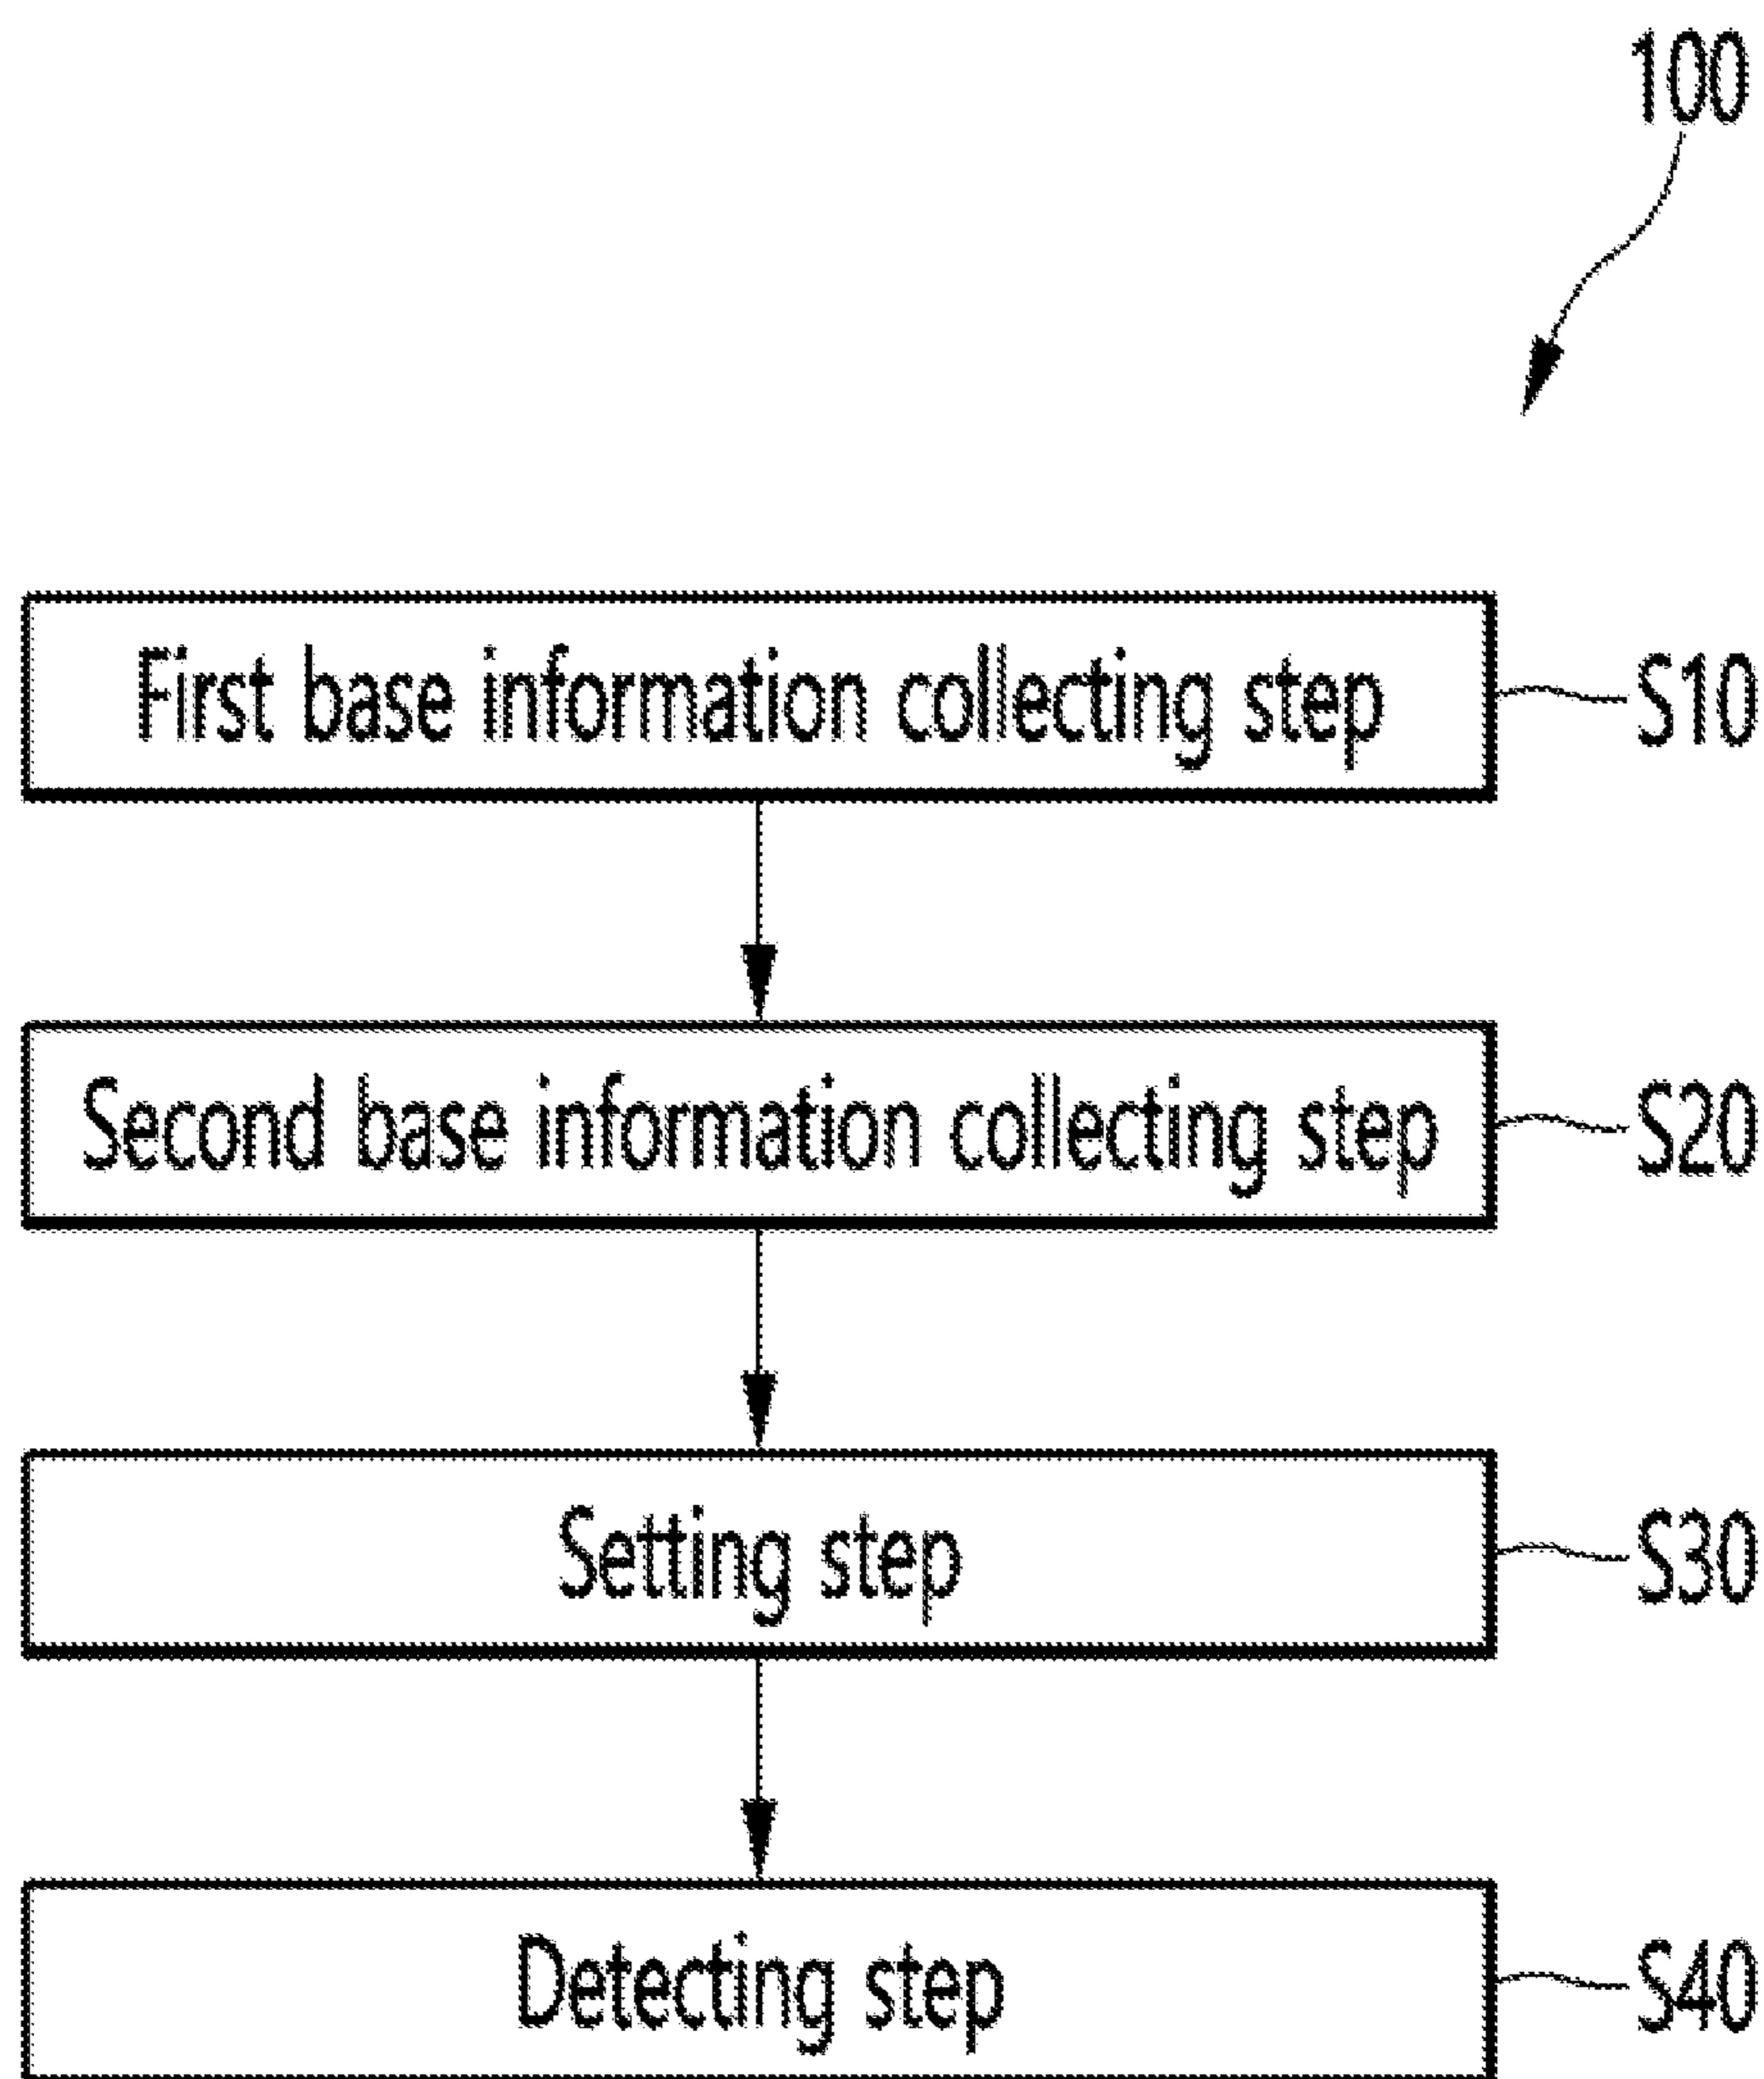 100
First base information collecting step
S10
Second base information collecting step
S20
Setting step
S30
Detecting step
S40